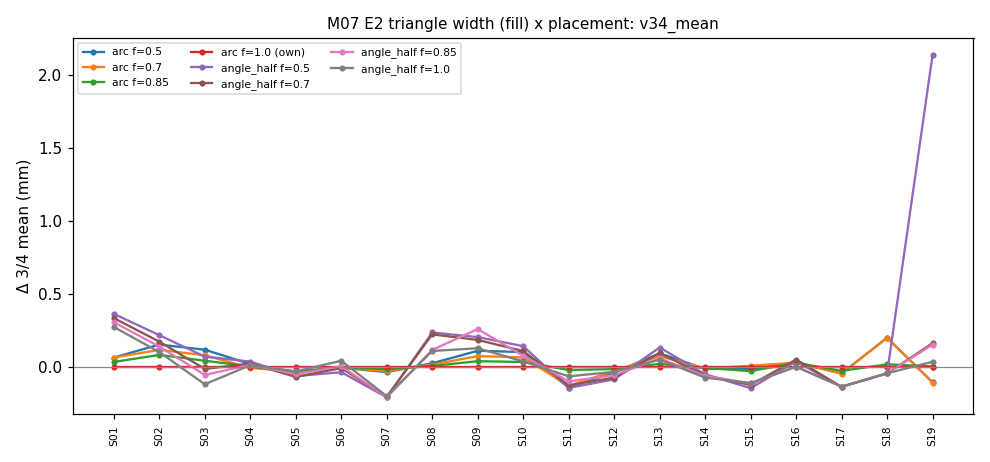 M07 E2 triangle width (fill) x placement: v34_mean
arc f=0.5
arc f=0.7
arc f=0.85
arc f=1.0 (own)
angle_half f=0.5
angle_half f=0.7
angle_half f=0.85
angle_half f=1.0
Δ 3/4 mean (mm)
2.0
1.5
1.0
0.5
0.0
S01
S02
S03
S04
S05
S06
S07
S08
S09
S10
S11
S12
S13
S14
S15
S16
S17
S18
S19